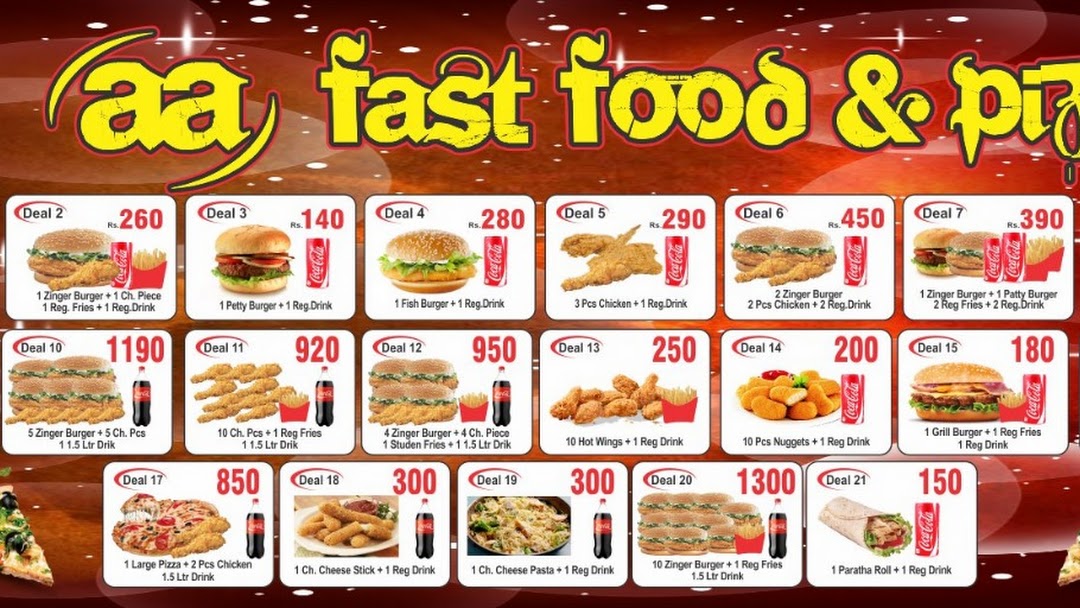 aa fast food & piz
Deal 2
Rs. 260
1 Zinger Burger + 1 Ch. Piece
1 Reg. Fries + 1 Reg.Drink
Deal 3
Rs. 140
1 Petty Burger + 1 Reg.Drink
Deal 4
Rs. 280
1 Fish Burger + 1 Reg.Drink
Deal 5
Rs. 290
3 Pcs Chicken + 1 Reg.Drink
Deal 6
Rs. 450
2 Zinger Burger
2 Pcs Chicken + 2 Reg.Drink
Deal 7
Rs. 390
1 Zinger Burger + 1 Patty Burger
2 Reg Fries + 2 Reg.Drink
Deal 10
1190
5 Zinger Burger + 5 Ch. Pcs
1 1.5 Ltr Drik
Deal 11
920
10 Ch. Pcs + 1 Reg Fries
1 1.5 Ltr Drik
Deal 12
950
4 Zinger Burger + 4 Ch. Piece
1 Studen Fries + 1 1.5 Ltr Drik
Deal 13
250
10 Hot Wings + 1 Reg Drink
Deal 14
200
10 Pcs Nuggets + 1 Reg Drink
Deal 15
180
1 Grill Burger + 1 Reg Fries
1 Reg Drink
Deal 17
850
1 Large Pizza + 2 Pcs Chicken
1.5 Ltr Drink
Deal 18
300
1 Ch. Cheese Stick + 1 Reg Drink
Deal 19
300
1 Ch. Cheese Pasta + 1 Reg Drink
Deal 20
1300
10 Zinger Burger + 1 Reg Fries
1.5 Ltr Drink
Deal 21
150
1 Paratha Roll + 1 Reg Drink